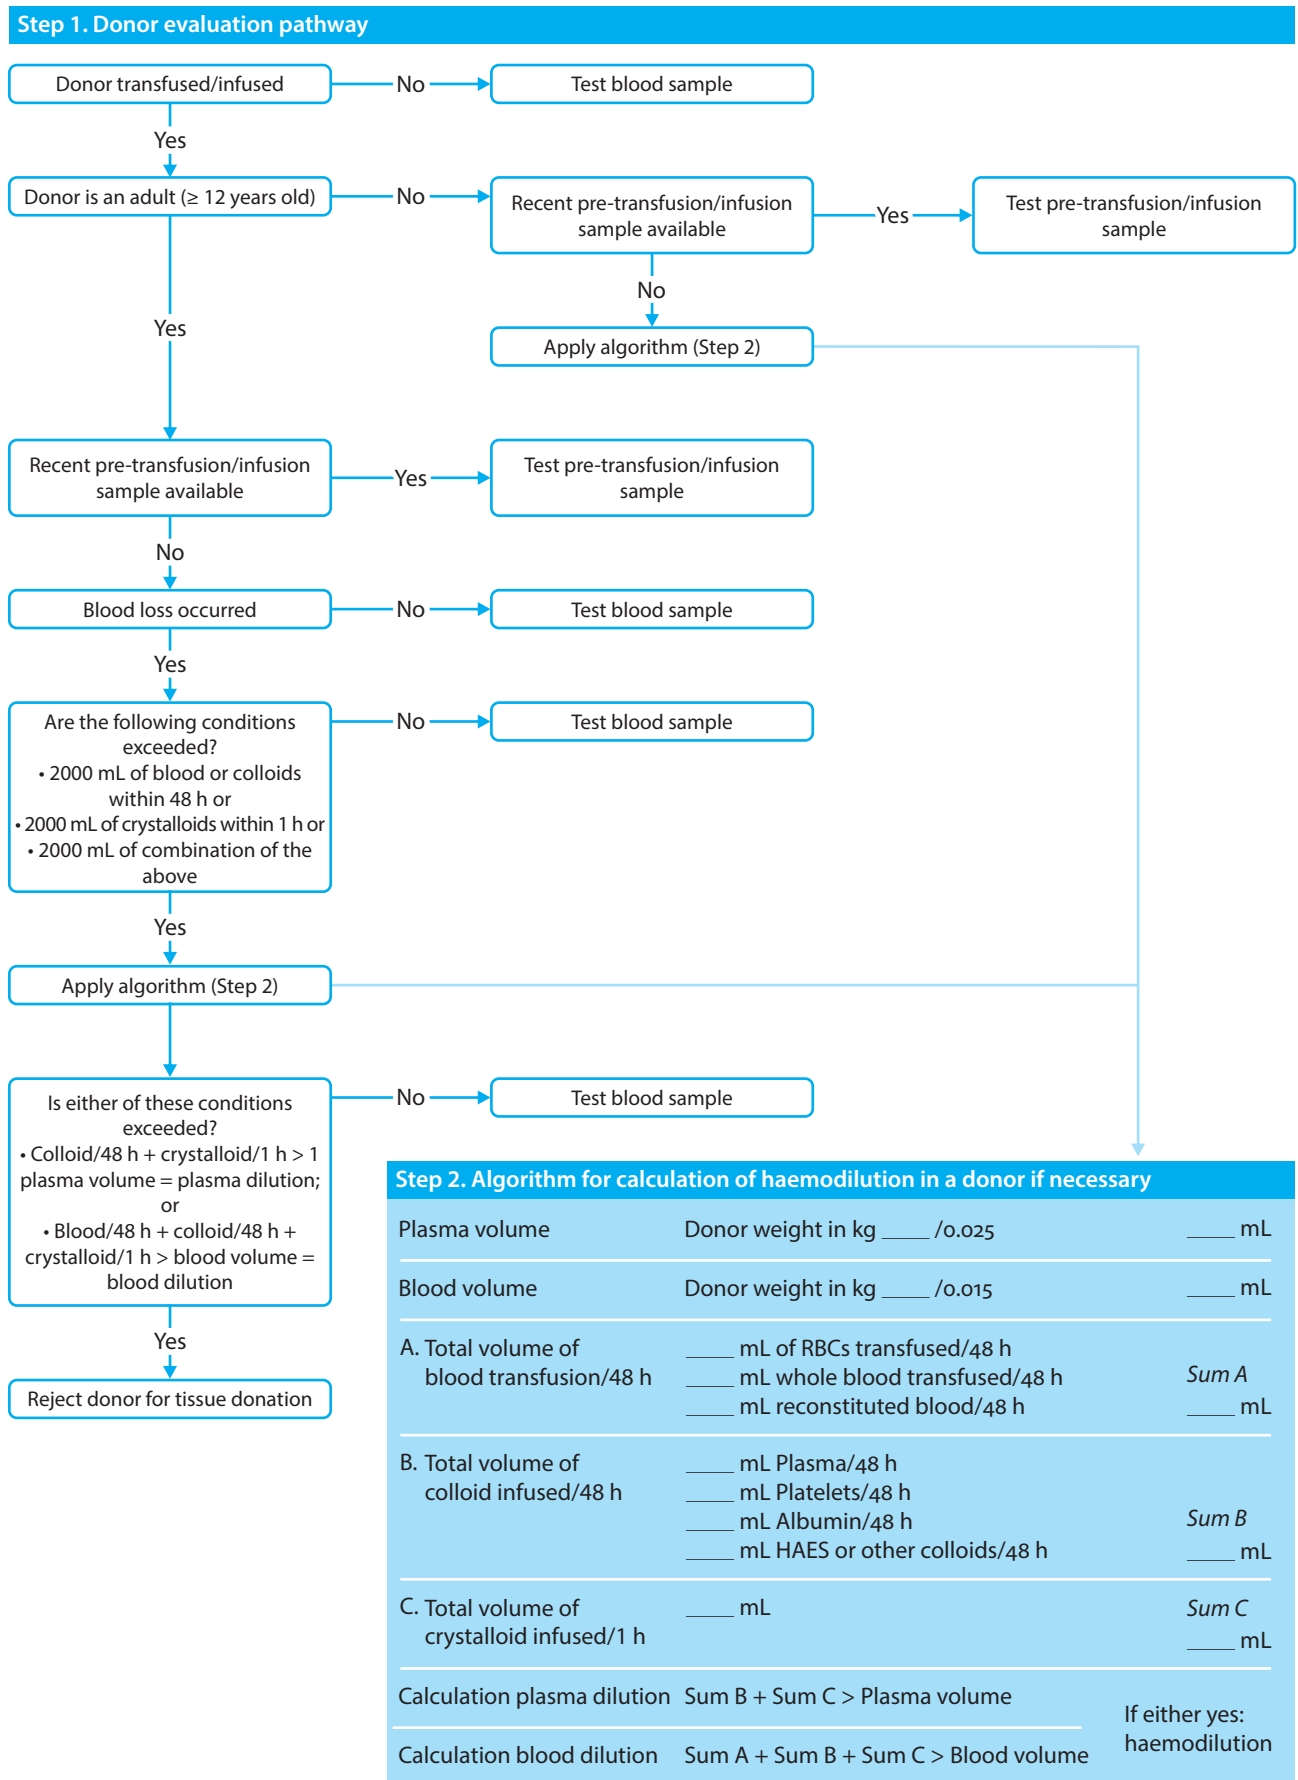 Step 1. Donor evaluation pathway
Donor transfused/infused
No
Test blood sample
Yes
Donor is an adult (≥ 12 years old)
No
Recent pre-transfusion/infusion
sample available
Yes
Test pre-transfusion/infusion
sample
No
Apply algorithm (Step 2)
Yes
Recent pre-transfusion/infusion
sample available
Yes
Test pre-transfusion/infusion
sample
No
Blood loss occurred
No
Test blood sample
Yes
Are the following conditions
exceeded?
• 2000 mL of blood or colloids
within 48 h or
• 2000 mL of crystalloids within 1 h or
• 2000 mL of combination of the
above
No
Test blood sample
Yes
Apply algorithm (Step 2)
Is either of these conditions
exceeded?
• Colloid/48 h + crystalloid/1 h > 1
plasma volume = plasma dilution;
or
• Blood/48 h + colloid/48 h +
crystalloid/1 h > blood volume =
blood dilution
No
Test blood sample
Yes
Reject donor for tissue donation
Step 2. Algorithm for calculation of haemodilution in a donor if necessary
Plasma volume Donor weight in kg ____ /0.025 ____ mL
Blood volume Donor weight in kg ____ /0.015 ____ mL
A. Total volume of ____ mL of RBCs transfused/48 h
blood transfusion/48 h ____ mL whole blood transfused/48 h Sum A
____ mL reconstituted blood/48 h ____ mL
B. Total volume of ____ mL Plasma/48 h
colloid infused/48 h ____ mL Platelets/48 h
____ mL Albumin/48 h Sum B
____ mL HAES or other colloids/48 h ____ mL
C. Total volume of ____ mL Sum C
crystalloid infused/1 h ____ mL
Calculation plasma dilution Sum B + Sum C > Plasma volume
Calculation blood dilution Sum A + Sum B + Sum C > Blood volume
If either yes:
haemodilution